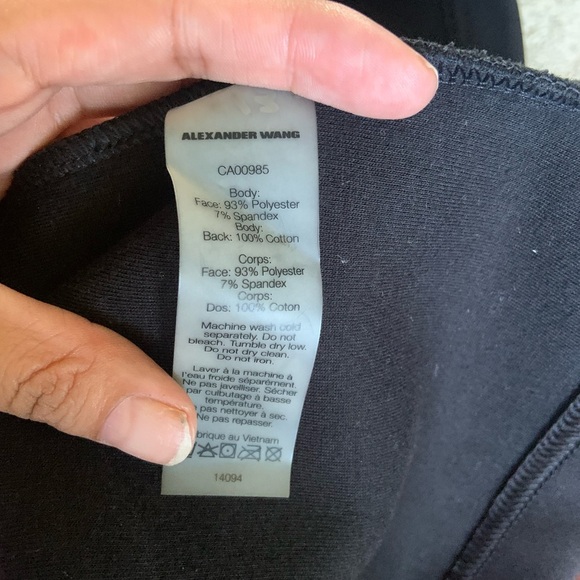 ALEXANDER WANG
CA00985
Body:
Face: 93% Polyester
7% Spandex
Body:
Back: 100% Cotton
Corps:
Face: 93% Polyester
7% Spandex
Corps:
Dos: 100% Coton
Machine wash cold
separately. Do not
bleach. Tumble dry low.
Do not dry clean.
Do not iron.
Laver à la machine à
l'eau froide séparément.
Ne pas javelliser. Sécher
par culbutage à basse
température.
pas nettoyer à sec.
Ne pas repasser.
brique au Vietnam
14094